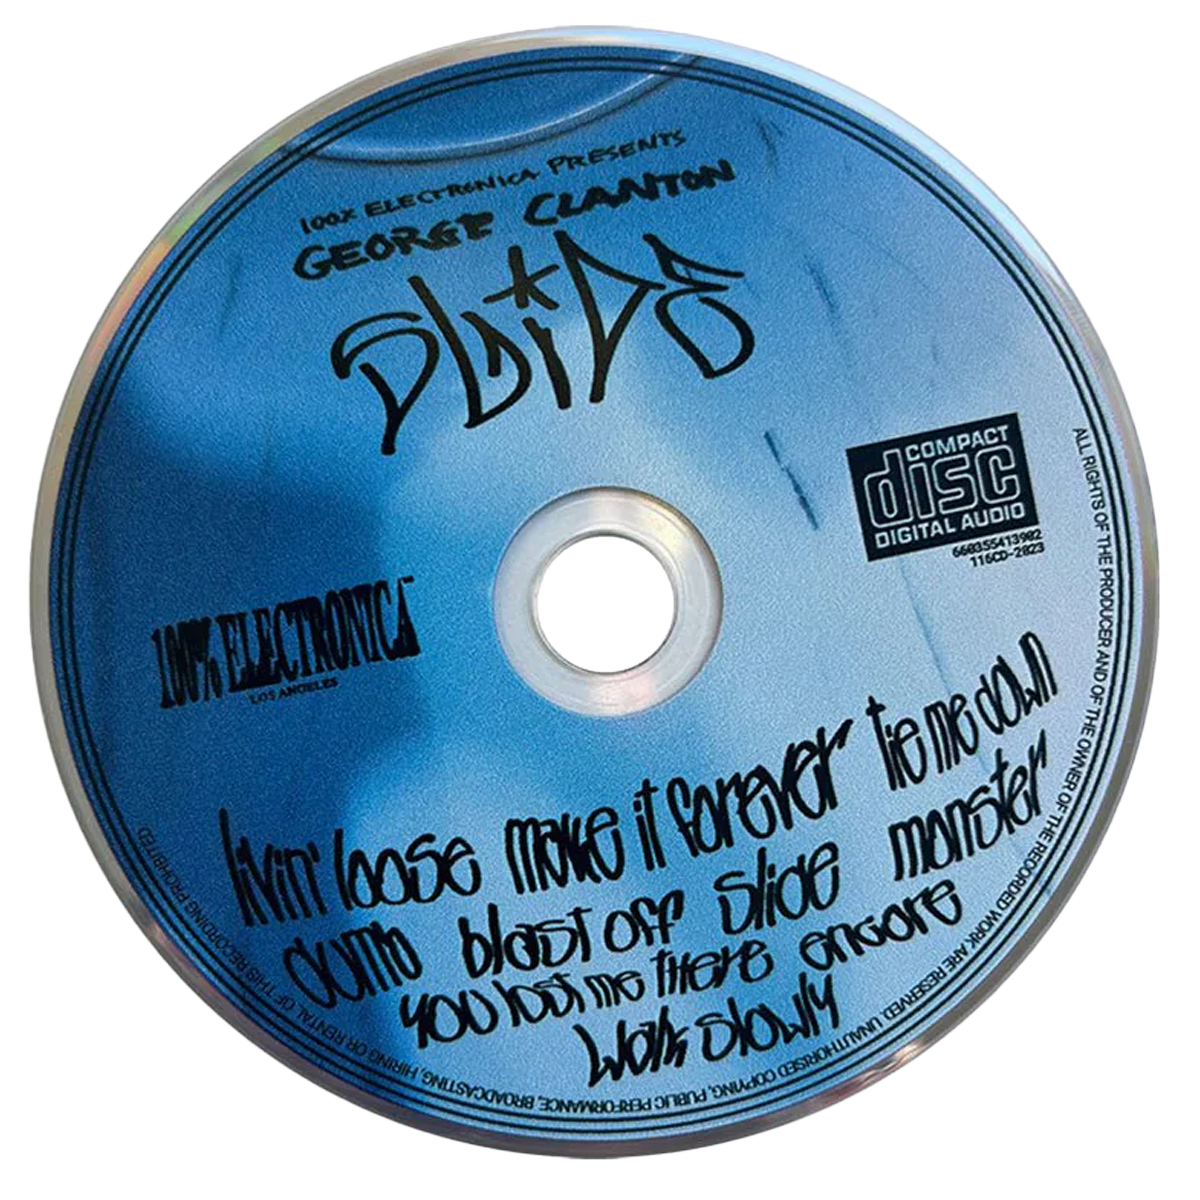 100% ELECTRONICA PRESENTS
GEORGE CLANTON
SLiDE
COMPACT
disc
DIGITAL AUDIO
660355413902
116CD-2023
100% ELECTRONICA
LOS ANGELES
livin' loose make it forever tie me down
dumb blast off slide monster
you lost me there encore
walk slowly
ALL RIGHTS OF THE PRODUCER AND OF THE OWNER OF THE RECORDED WORK ARE RESERVED. UNAUTHORISED COPYING, PUBLIC PERFORMANCE, BROADCASTING, HIRING OR RENTAL OF THIS RECORDING PROHIBITED.